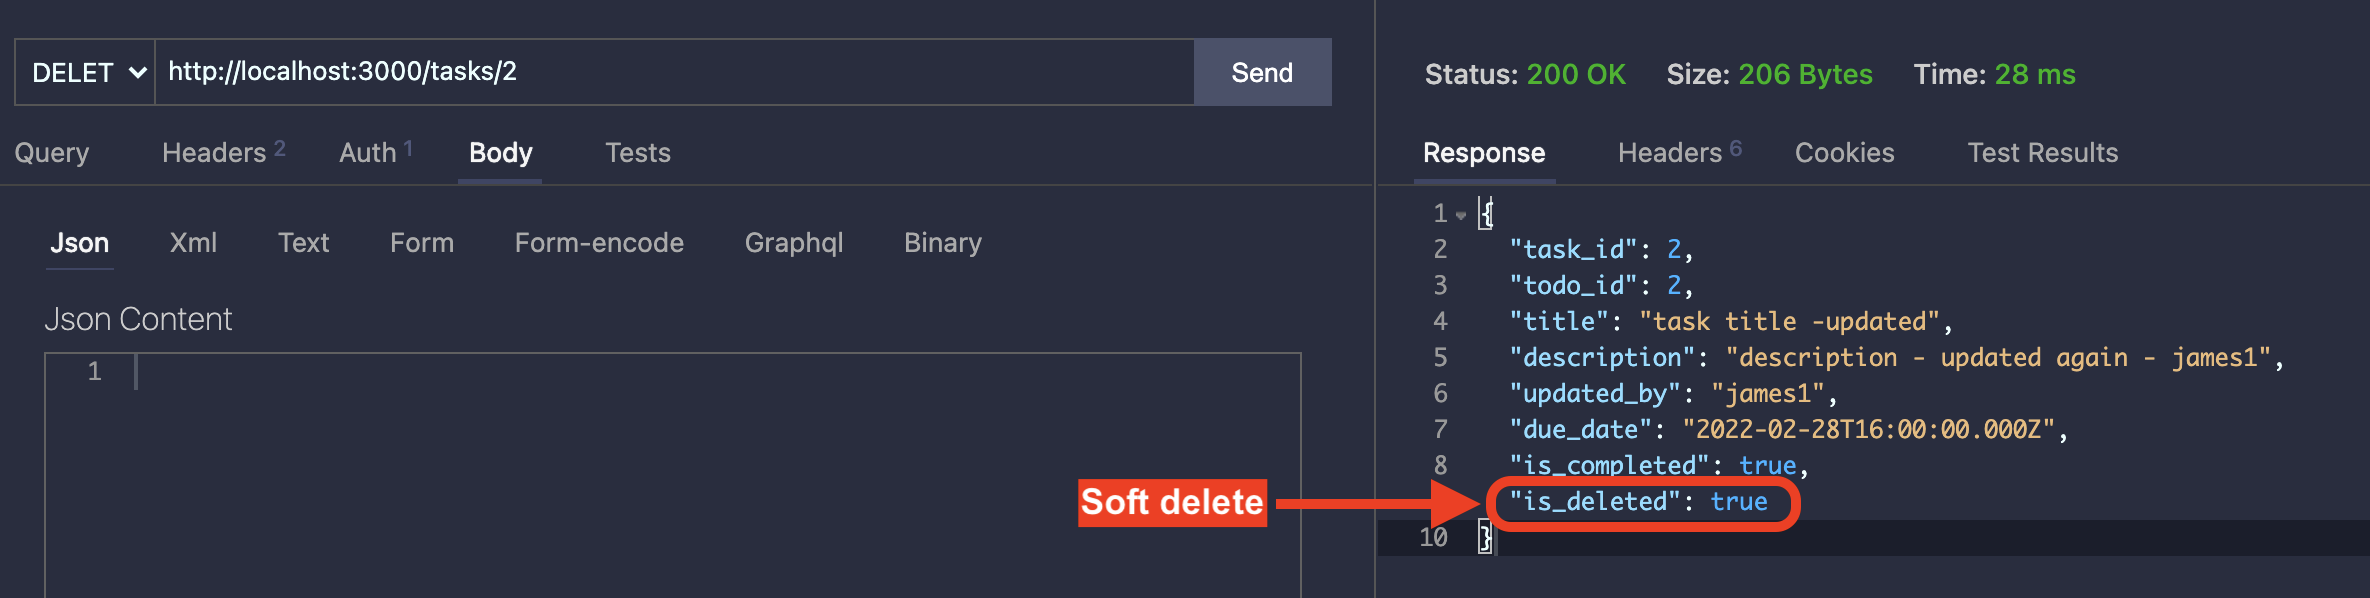 DELET http://localhost:3000/tasks/2 Send
Query Headers 2 Auth 1 Body Tests
Json Xml Text Form Form-encode Graphql Binary
Json Content
1
Soft delete
Status: 200 OK Size: 206 Bytes Time: 28 ms
Response Headers 6 Cookies Test Results
1 {
2 "task_id": 2,
3 "todo_id": 2,
4 "title": "task title -updated",
5 "description": "description - updated again - james1",
6 "updated_by": "james1",
7 "due_date": "2022-02-28T16:00:00.000Z",
8 "is_completed": true,
"is_deleted": true
10 }